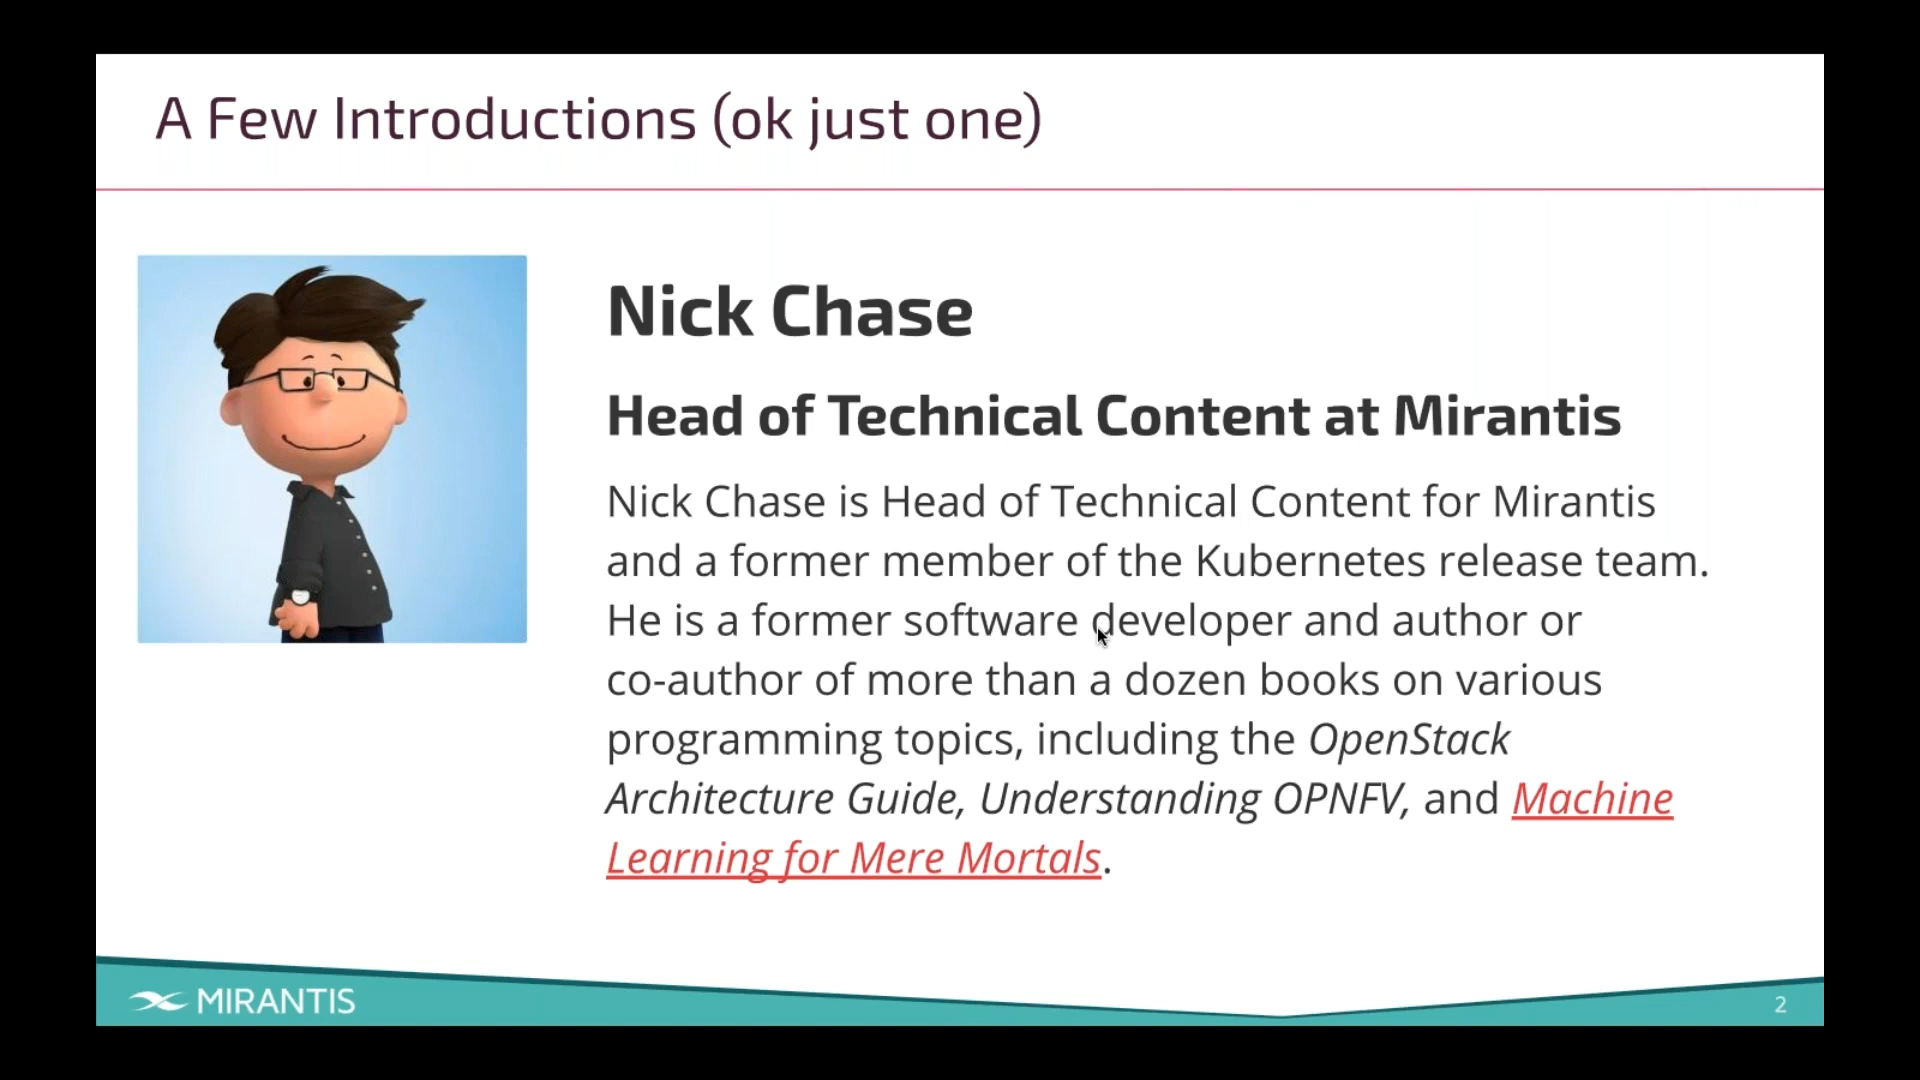 A Few Introductions (ok just one)
Nick Chase
Head of Technical Content at Mirantis
Nick Chase is Head of Technical Content for Mirantis
and a former member of the Kubernetes release team.
He is a former software developer and author or
co-author of more than a dozen books on various
programming topics, including the OpenStack
Architecture Guide, Understanding OPNFV, and Machine
Learning for Mere Mortals.
MIRANTIS
2